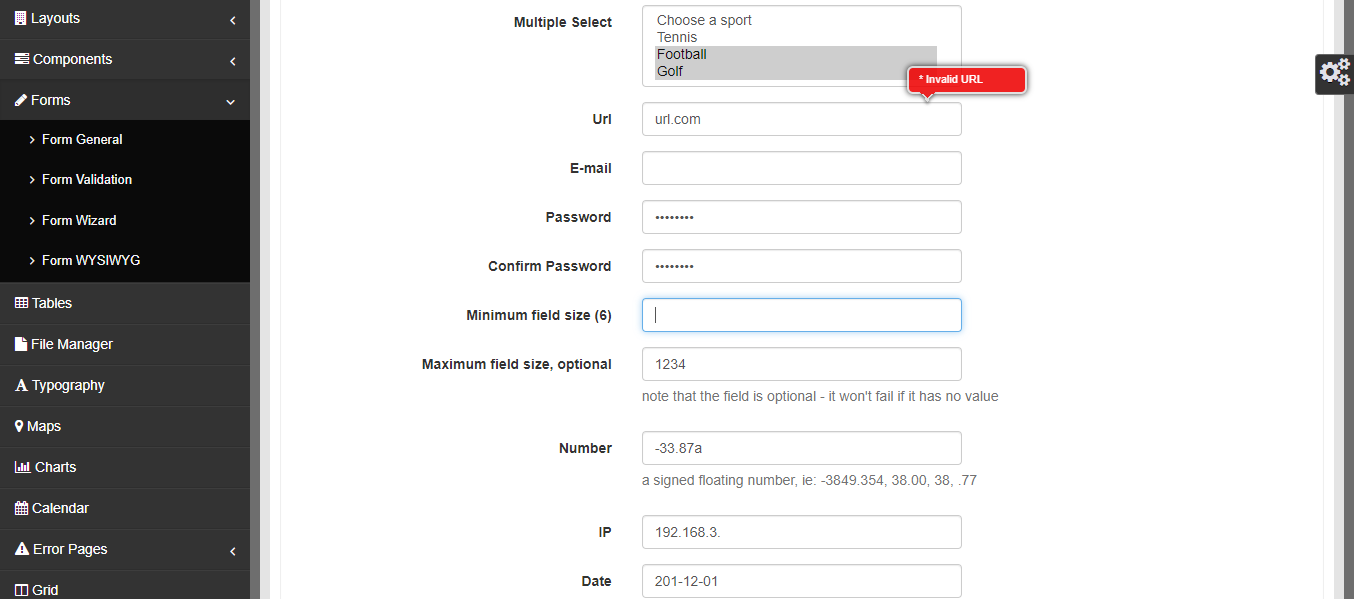 Layouts
Components
Forms
Form General
Form Validation
Form Wizard
Form WYSIWYG
Tables
File Manager
Typography
Maps
Charts
Calendar
Error Pages
Grid
Multiple Select
Choose a sport
Tennis
Football
Golf
* Invalid URL
Url
url.com
E-mail
Password
••••••••
Confirm Password
••••••••
Minimum field size (6)
Maximum field size, optional
1234
note that the field is optional - it won't fail if it has no value
Number
-33.87a
a signed floating number, ie: -3849.354, 38.00, 38, .77
IP
192.168.3.
Date
201-12-01